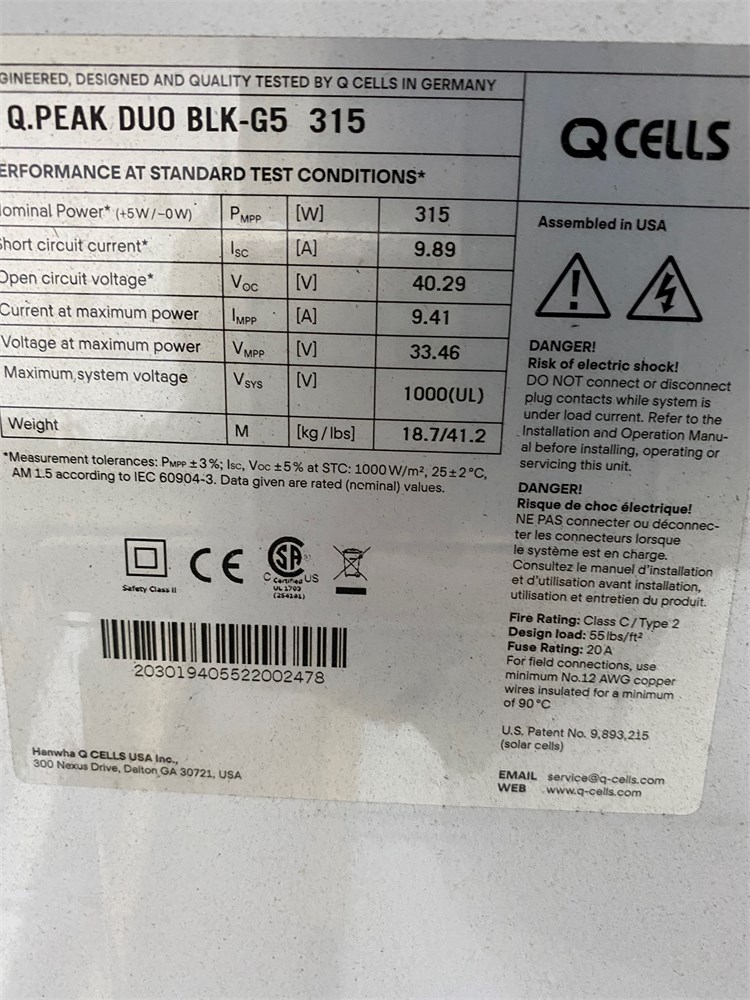 GINEERED, DESIGNED AND QUALITY TESTED BY Q CELLS IN GERMANY
Q.PEAK DUO BLK-G5 315
ERFORMANCE AT STANDARD TEST CONDITIONS*
ominal Power* (+5W/-0W) PMPP [W] 315
hort circuit current* ISC [A] 9.89
Open circuit voltage* VOC [V] 40.29
Current at maximum power IMPP [A] 9.41
Voltage at maximum power VMPP [V] 33.46
Maximum system voltage VSYS [V] 1000(UL)
Weight M [kg/lbs] 18.7/41.2
*Measurement tolerances: PMPP ±3%; ISC, VOC ±5% at STC: 1000W/m², 25±2°C,
AM 1.5 according to IEC 60904-3. Data given are rated (nominal) values.
Safety Class II
CE
SA
C Certified US
UL 1703
(254141)
203019405522002478
Hanwha Q CELLS USA Inc.,
300 Nexus Drive, Dalton GA 30721, USA
Q CELLS
Assembled in USA
DANGER!
Risk of electric shock!
DO NOT connect or disconnect
plug contacts while system is
under load current. Refer to the
Installation and Operation Manu-
al before installing, operating or
servicing this unit.
DANGER!
Risque de choc électrique!
NE PAS connecter ou déconnec-
ter les connecteurs lorsque
le système est en charge.
Consultez le manuel d'installation
et d'utilisation avant installation,
utilisation et entretien du produit.
Fire Rating: Class C/Type 2
Design load: 55 lbs/ft²
Fuse Rating: 20A
For field connections, use
minimum No.12 AWG copper
wires insulated for a minimum
of 90°C
U.S. Patent No. 9,893,215
(solar cells)
EMAIL service@q-cells.com
WEB www.q-cells.com